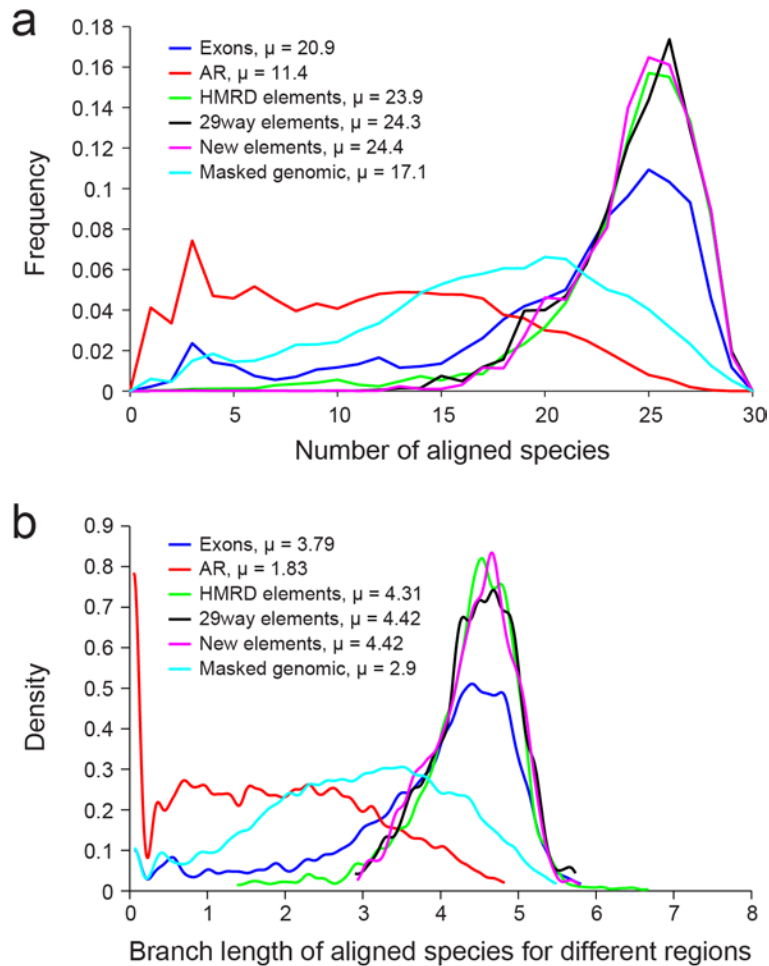 a
0.18
0.16
0.14
0.12
0.1
0.08
0.06
0.04
0.02
0
Frequency
Exons, μ = 20.9
AR, μ = 11.4
HMRD elements, μ = 23.9
29way elements, μ = 24.3
New elements, μ = 24.4
Masked genomic, μ = 17.1
0 5 10 15 20 25 30
Number of aligned species
b
0.9
0.8
0.7
0.6
0.5
0.4
0.3
0.2
0.1
0
Density
Exons, μ = 3.79
AR, μ = 1.83
HMRD elements, μ = 4.31
29way elements, μ = 4.42
New elements, μ = 4.42
Masked genomic, μ = 2.9
0 1 2 3 4 5 6 7 8
Branch length of aligned species for different regions